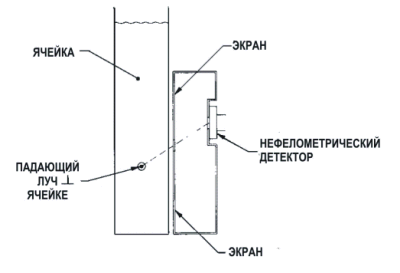 ЯЧЕЙКА
ЭКРАН
НЕФЕЛОМЕТРИЧЕСКИЙ
ДЕТЕКТОР
ПАДАЮЩИЙ
ЛУЧ ⊥
ЯЧЕЙКЕ
ЭКРАН